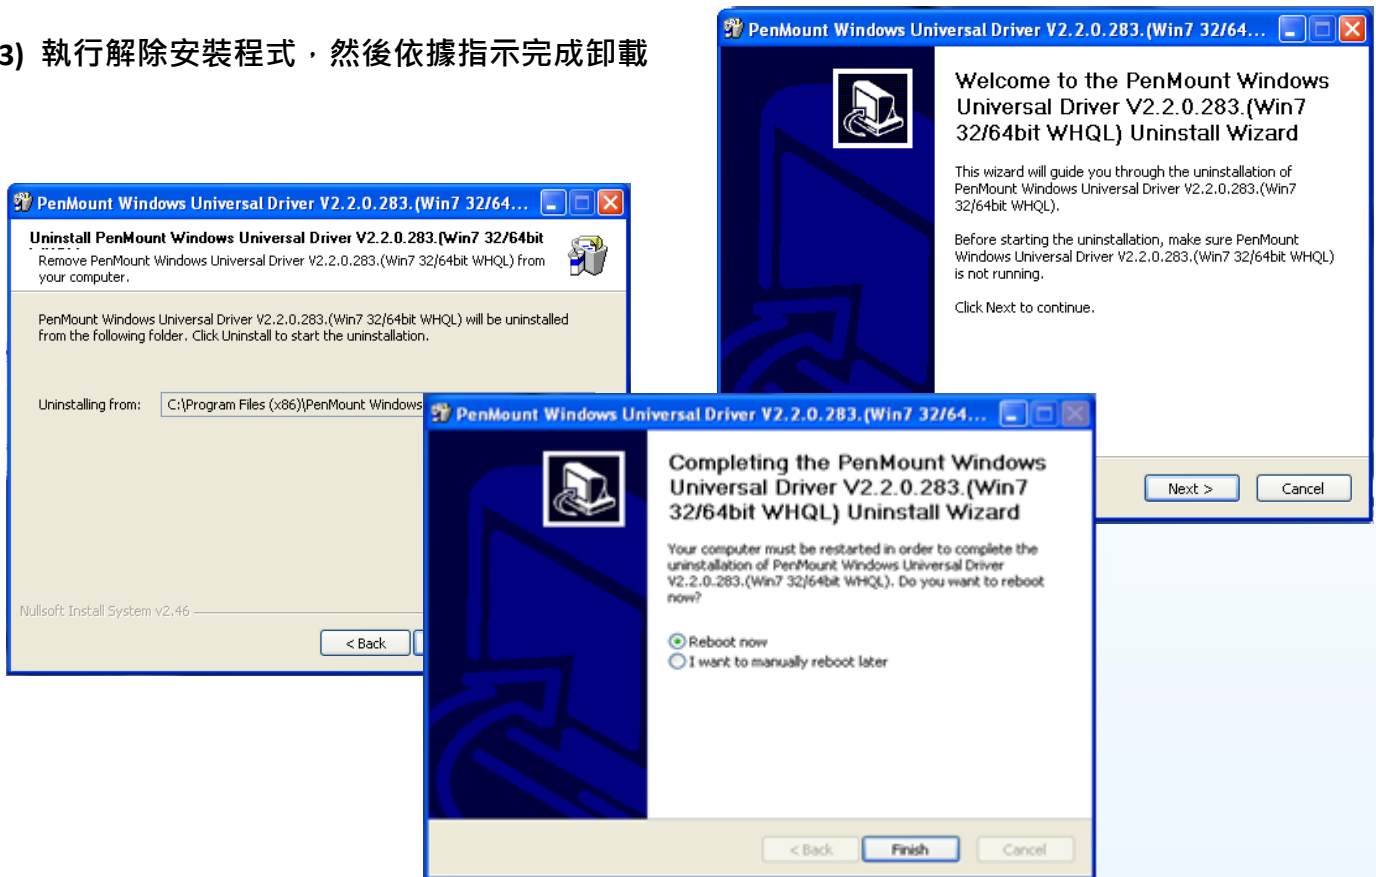 3) 執行解除安裝程式，然後依據指示完成卸載
PenMount Windows Universal Driver V2.2.0.283.(Win7 32/64...
Welcome to the PenMount Windows
Universal Driver V2.2.0.283.(Win7
32/64bit WHQL) Uninstall Wizard
This wizard will guide you through the uninstallation of
PenMount Windows Universal Driver V2.2.0.283.(Win7
32/64bit WHQL).
Before starting the uninstallation, make sure PenMount
Windows Universal Driver V2.2.0.283.(Win7 32/64bit WHQL)
is not running.
Click Next to continue.
Next >
Cancel
PenMount Windows Universal Driver V2.2.0.283.(Win7 32/64...
Uninstall PenMount Windows Universal Driver V2.2.0.283.(Win7 32/64bit
Remove PenMount Windows Universal Driver V2.2.0.283.(Win7 32/64bit WHQL) from
your computer.
PenMount Windows Universal Driver V2.2.0.283.(Win7 32/64bit WHQL) will be uninstalled
from the following folder. Click Uninstall to start the uninstallation.
Uninstalling from: C:\Program Files (x86)\PenMount Windows
Nullsoft Install System v2.46
< Back
PenMount Windows Universal Driver V2.2.0.283.(Win7 32/64...
Completing the PenMount Windows
Universal Driver V2.2.0.283.(Win7
32/64bit WHQL) Uninstall Wizard
Your computer must be restarted in order to complete the
uninstallation of PenMount Windows Universal Driver
V2.2.0.283.(Win7 32/64bit WHQL). Do you want to reboot
now?
Reboot now
I want to manually reboot later
< Back
Finish
Cancel